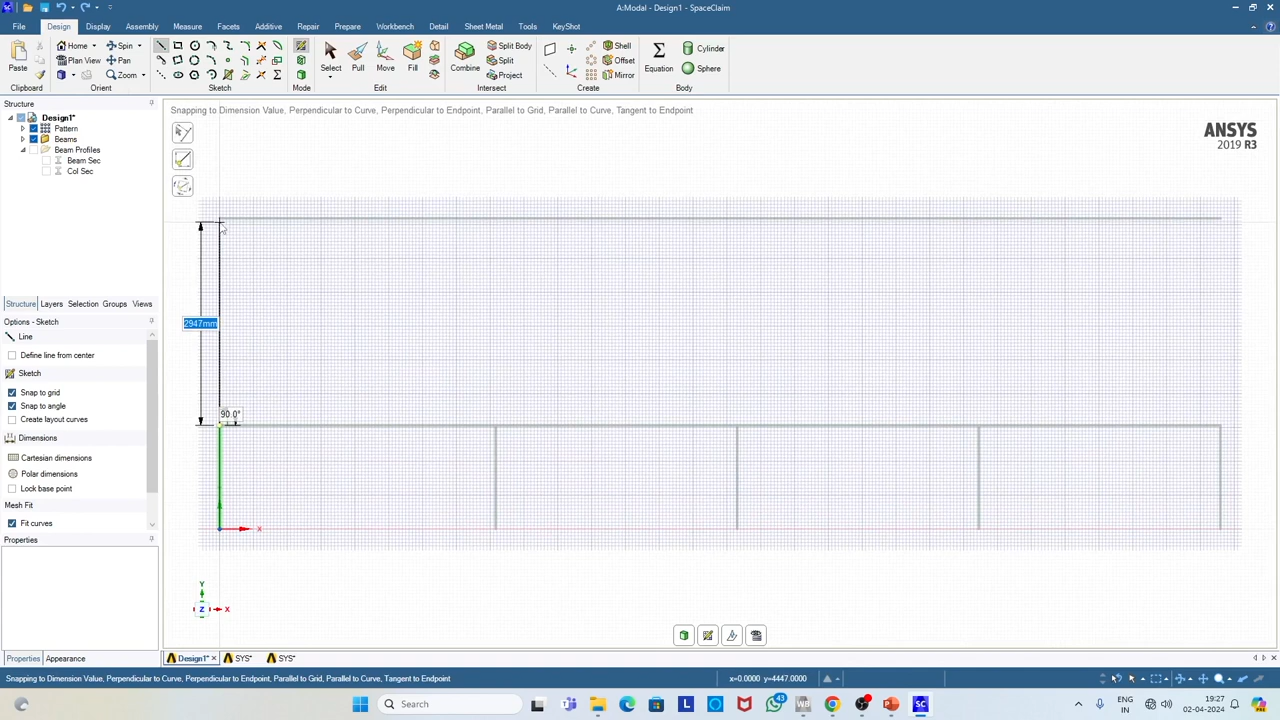 A:Modal - Design1 - SpaceClaim
File Design Display Assembly Measure Facets Additive Repair Prepare Workbench Detail Sheet Metal Tools KeyShot
Paste
Home Spin
Plan View Pan
Zoom
Select Pull Move Fill
Combine Split Body
Split
Project
Shell
Offset
Mirror
Equation Cylinder
Sphere
Clipboard Orient Sketch Mode Edit Intersect Create Body
Structure
Design1*
Pattern
Beams
Beam Profiles
Beam Sec
Col Sec
Structure Layers Selection Groups Views
Options - Sketch
Line
Define line from center
Sketch
Snap to grid
Snap to angle
Create layout curves
Dimensions
Cartesian dimensions
Polar dimensions
Lock base point
Mesh Fit
Fit curves
Properties
Properties Appearance
Snapping to Dimension Value, Perpendicular to Curve, Perpendicular to Endpoint, Parallel to Grid, Parallel to Curve, Tangent to Endpoint
ANSYS
2019 R3
2947mm
90.0°
X
Y
Z X
Design1* SYS* SYS*
Snapping to Dimension Value, Perpendicular to Curve, Perpendicular to Endpoint, Parallel to Grid, Parallel to Curve, Tangent to Endpoint
x=0.0000 y=4447.0000
Search
43
WB
SC
ENG
IN
19:27
02-04-2024